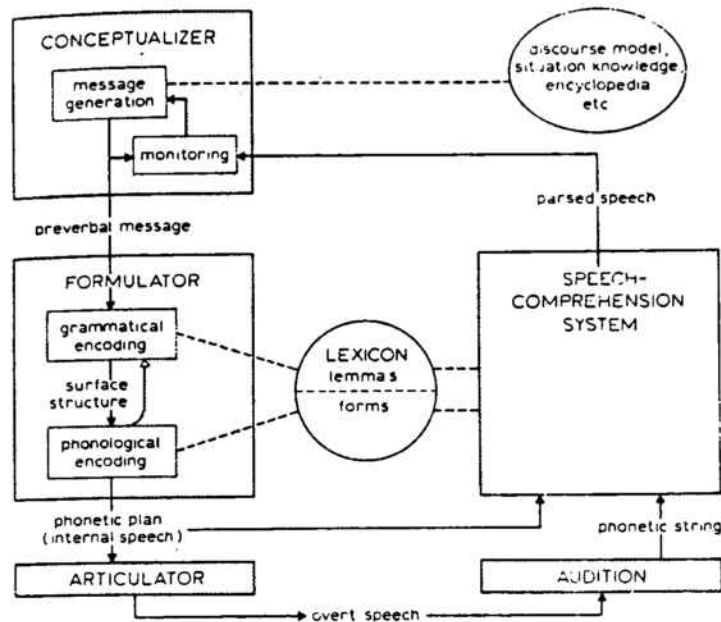 CONCEPTUALIZER
message
generation
monitoring
discourse model,
situation knowledge,
encyclopedia
etc
parsed speech
preverbal message
FORMULATOR
grammatical
encoding
surface
structure
phonological
encoding
LEXICON
lemmas
forms
SPEECH-
COMPREHENSION
SYSTEM
phonetic plan
(internal speech)
phonetic string
ARTICULATOR
AUDITION
overt speech